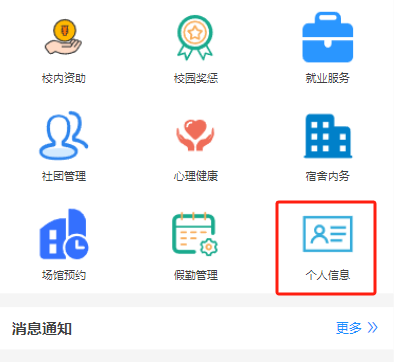 校内资助 校园奖惩 就业服务
社团管理 心理健康 宿舍内务
场馆预约 假勤管理 个人信息
消息通知 更多